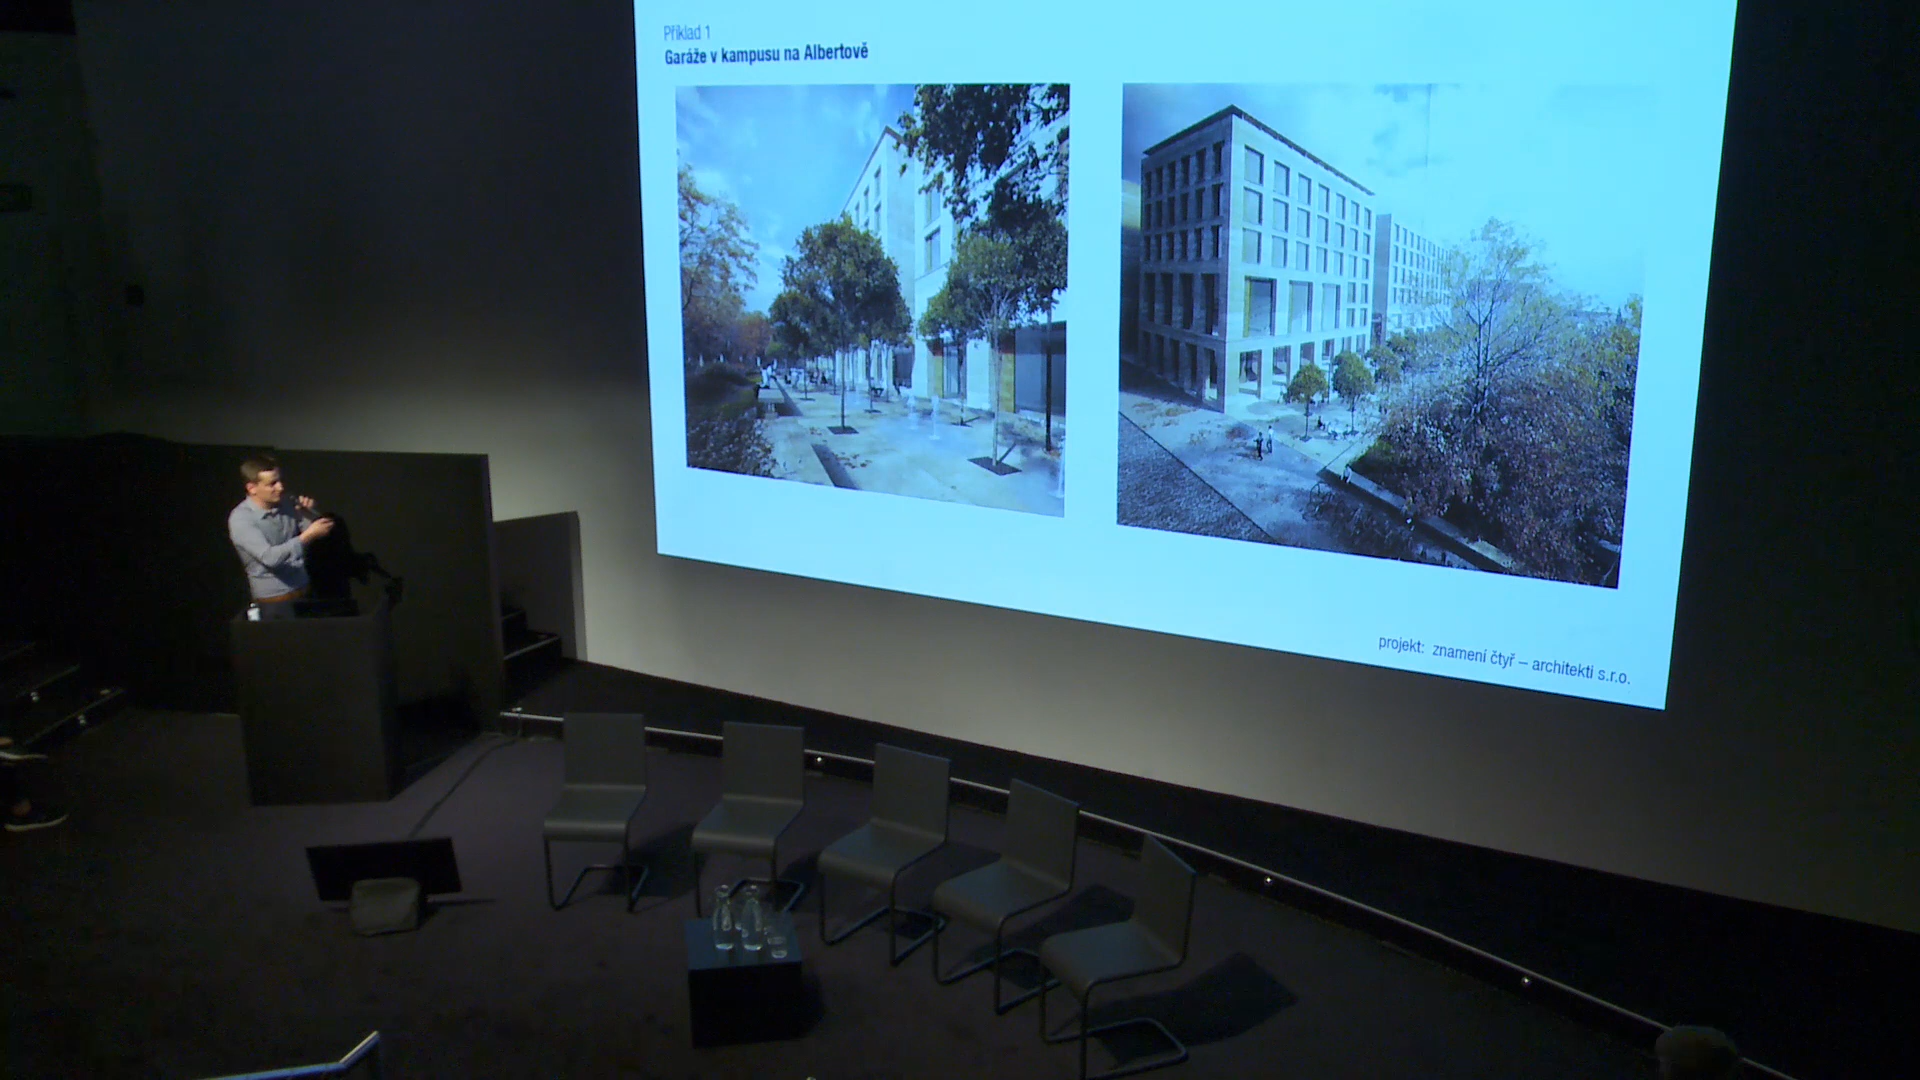 Příklad 1
Garáže v kampusu na Albertově
projekt: znamení čtyř – architekti s.r.o.